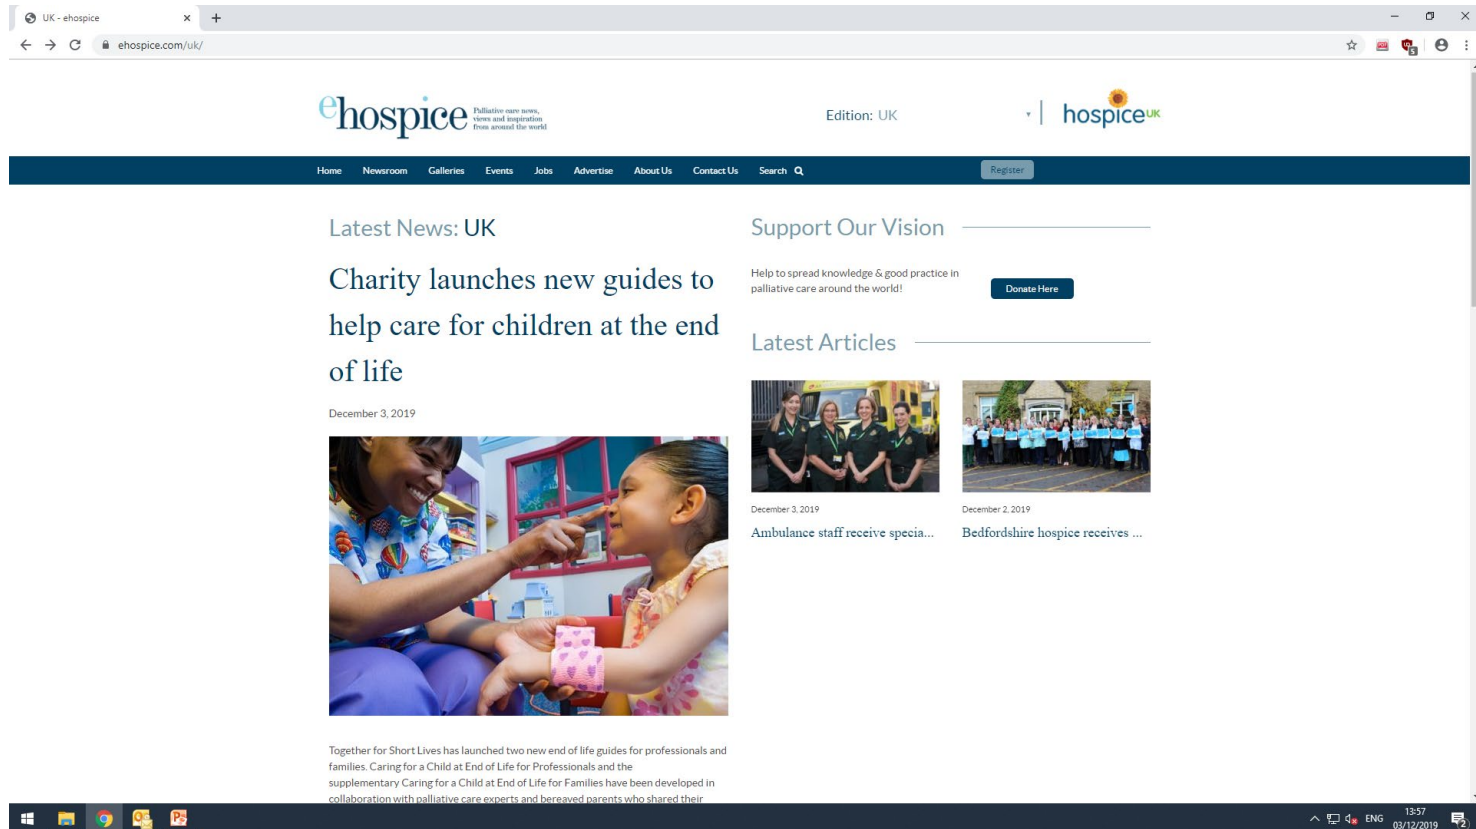 UK - ehospice
ehospice.com/uk/
ehospice
Palliative care news,
views and inspiration
from around the world
Edition: UK
hospice UK
Home Newsroom Galleries Events Jobs Advertise About Us Contact Us Search
Register
Latest News: UK
Charity launches new guides to
help care for children at the end
of life
December 3, 2019
Together for Short Lives has launched two new end of life guides for professionals and
families. Caring for a Child at End of Life for Professionals and the
supplementary Caring for a Child at End of Life for Families have been developed in
collaboration with palliative care experts and bereaved parents who shared their
Support Our Vision
Help to spread knowledge & good practice in
palliative care around the world!
Donate Here
Latest Articles
December 3, 2019
Ambulance staff receive specia...
December 2, 2019
Bedfordshire hospice receives ...
ENG
13:57
03/12/2019